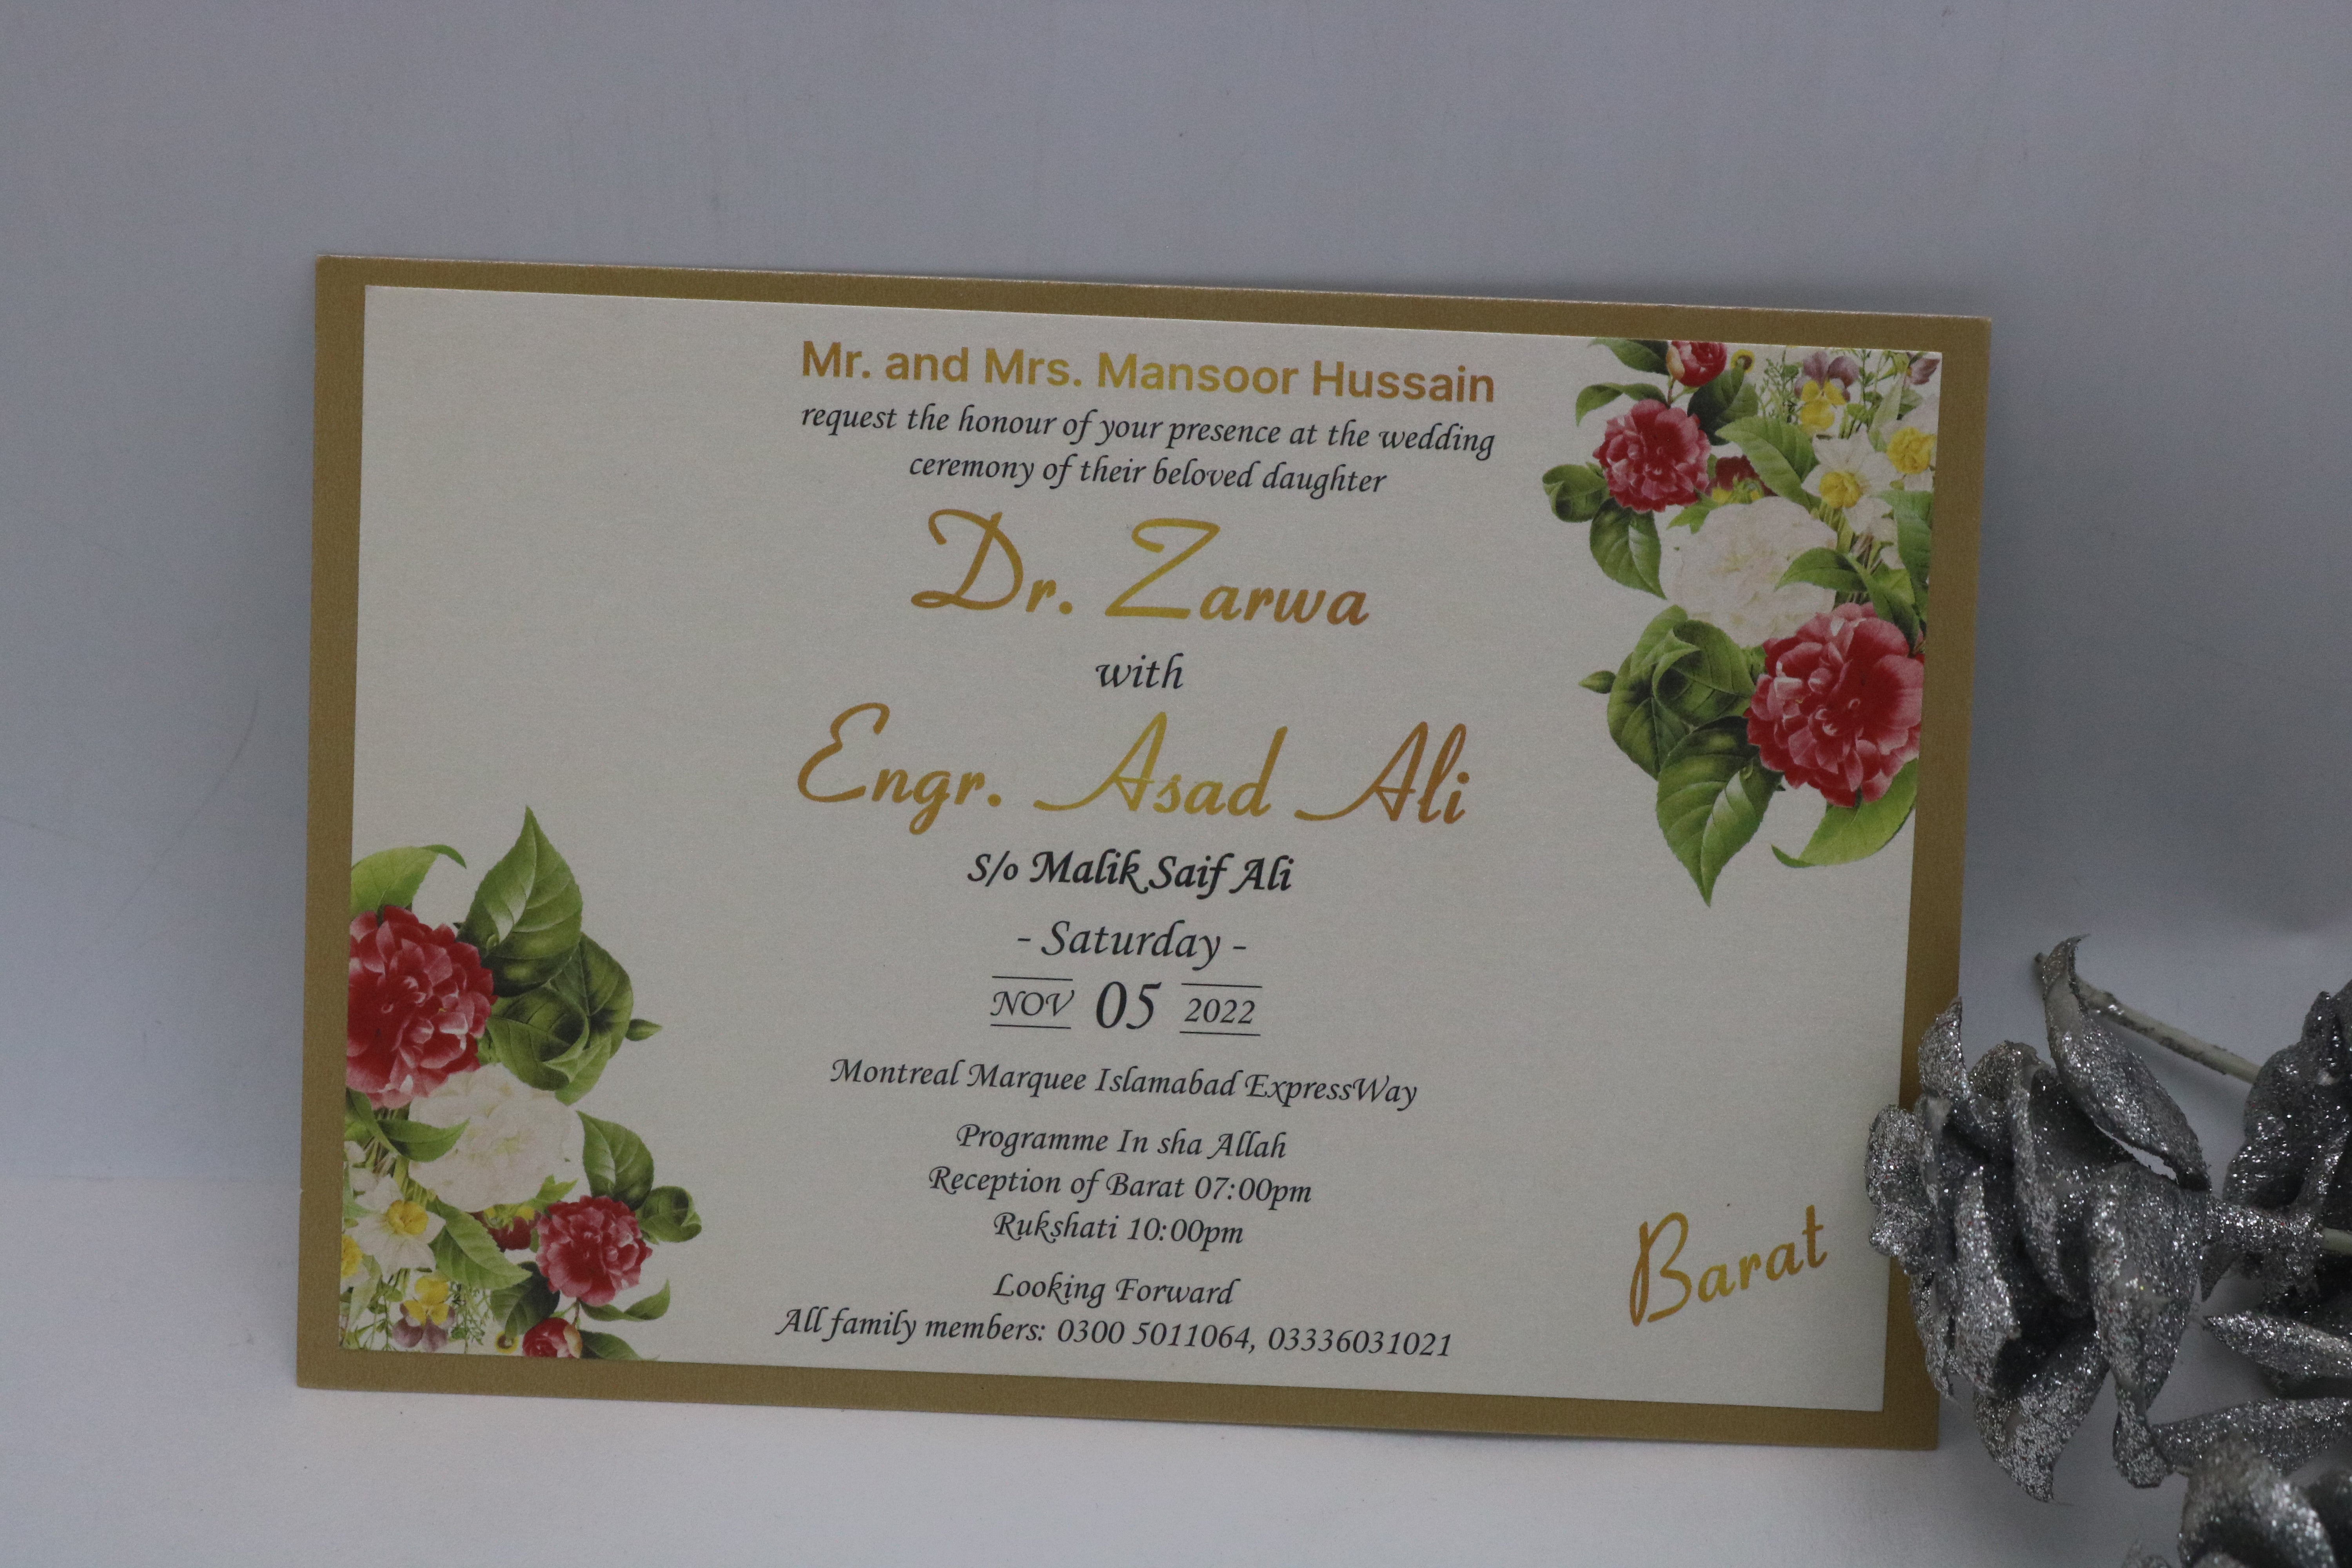 Mr. and Mrs. Mansoor Hussain
request the honour of your presence at the wedding
ceremony of their beloved daughter
Dr. Zarwa
with
Engr. Asad Ali
S/o Malik Saif Ali
- Saturday -
NOV 05 2022
Montreal Marquee Islamabad ExpressWay
Programme In sha Allah
Reception of Barat 07:00pm
Rukshati 10:00pm
Looking Forward
All family members: 0300 5011064, 03336031021
Barat